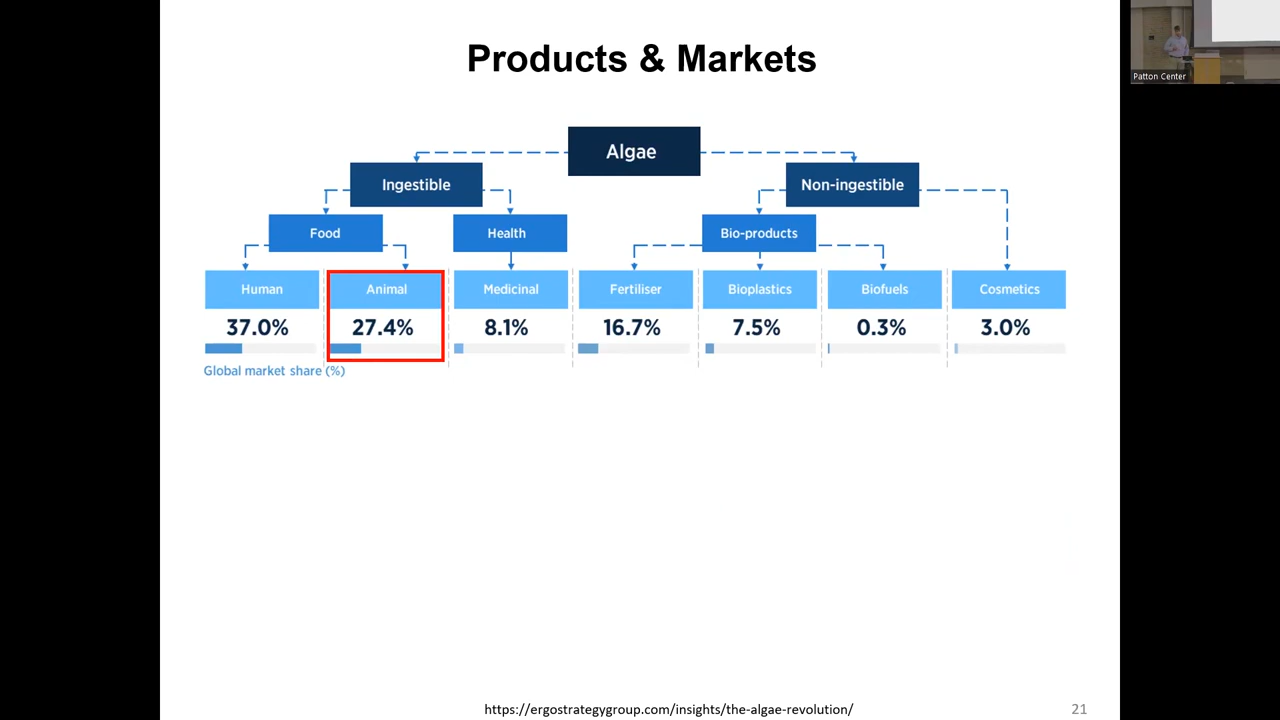 Products & Markets
Patton Center
Algae
Ingestible
Non-ingestible
Food
Health
Bio-products
Human
Animal
Medicinal
Fertiliser
Bioplastics
Biofuels
Cosmetics
37.0%
27.4%
8.1%
16.7%
7.5%
0.3%
3.0%
Global market share (%)
https://ergostrategygroup.com/insights/the-algae-revolution/
21